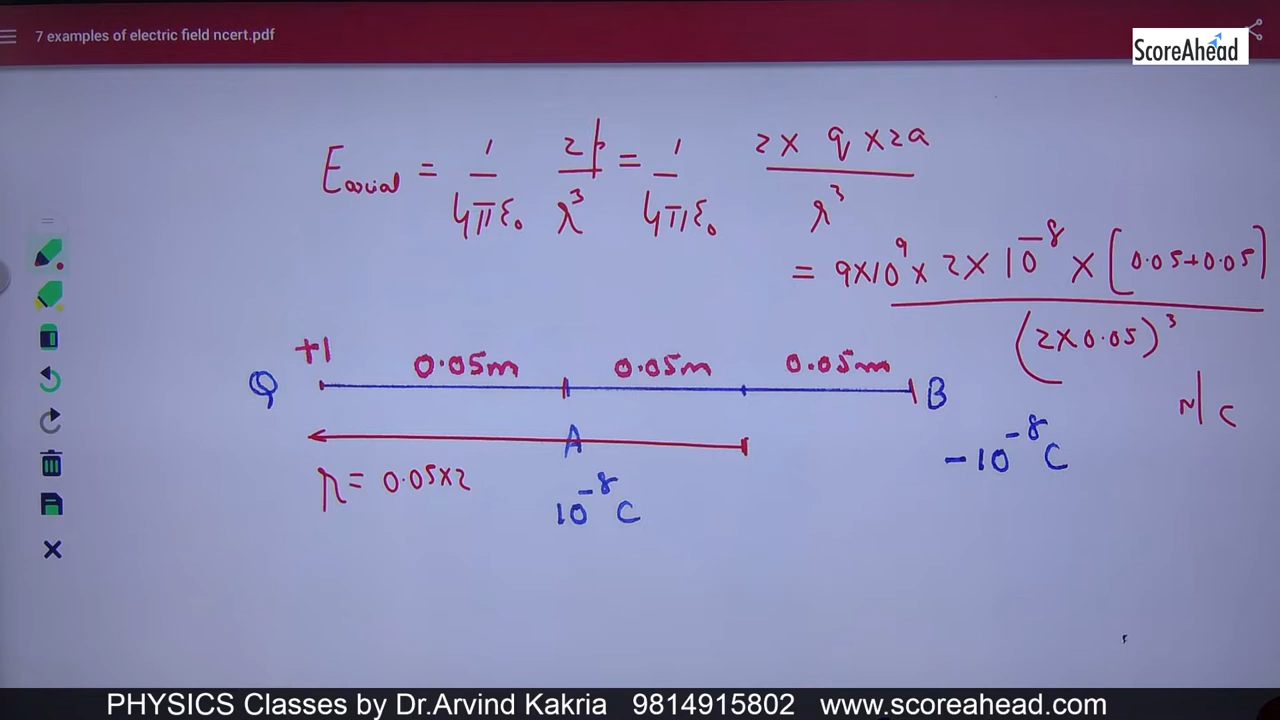 7 examples of electric field ncert.pdf
ScoreAhead
E axial = 1/4πε₀ 2p/r³ = 1/4πε₀ 2 × q × 2a/r³
= 9×10⁹ × 2 × 10⁻⁸ × [0.05+0.05]/(2×0.05)³ N/C
+1 0.05m 0.05m 0.05m
Q B
A -10⁻⁸ C
r = 0.05×2
10⁻⁸ C
PHYSICS Classes by Dr.Arvind Kakria 9814915802 www.scoreahead.com